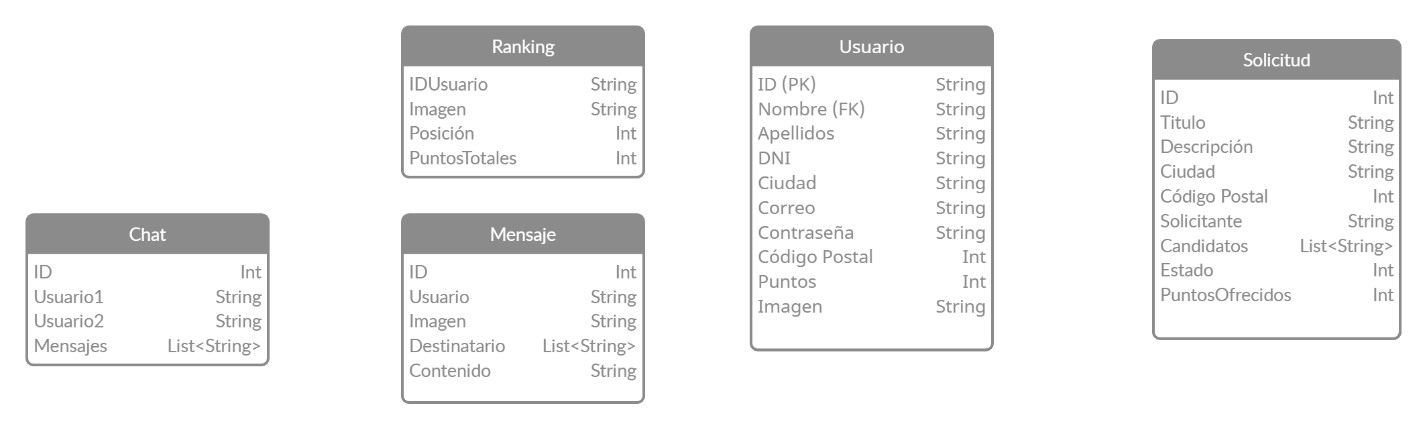 Ranking
IDUsuario String
Imagen String
Posición Int
PuntosTotales Int
Usuario
ID (PK) String
Nombre (FK) String
Apellidos String
DNI String
Ciudad String
Correo String
Contraseña String
Código Postal Int
Puntos Int
Imagen String
Solicitud
ID Int
Titulo String
Descripción String
Ciudad String
Código Postal Int
Solicitante String
Candidatos List<String>
Estado Int
PuntosOfrecidos Int
Chat
ID Int
Usuario1 String
Usuario2 String
Mensajes List<String>
Mensaje
ID Int
Usuario String
Imagen String
Destinatario List<String>
Contenido String